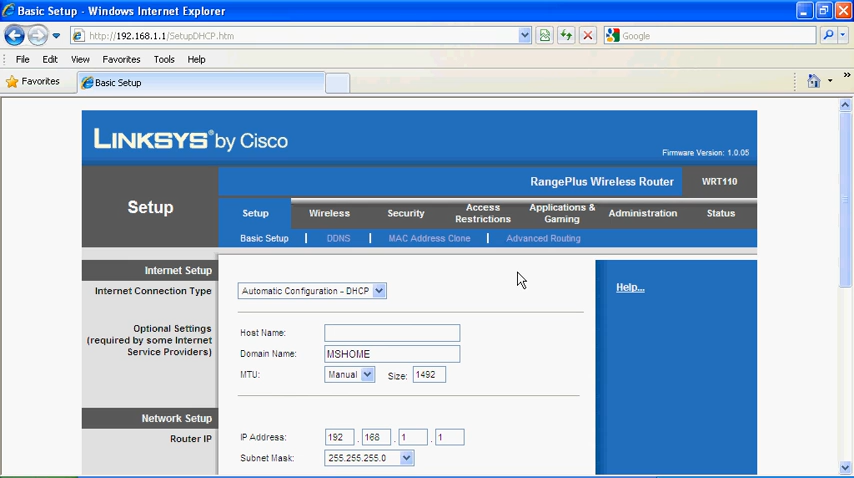 Basic Setup - Windows Internet Explorer
http://192.168.1.1/SetupDHCP.htm
Google
File Edit View Favorites Tools Help
Favorites Basic Setup
LINKSYS® by Cisco
Firmware Version: 1.0.05
RangePlus Wireless Router WRT110
Setup
Setup Wireless Security Access Restrictions Applications & Gaming Administration Status
Basic Setup | DDNS | MAC Address Clone | Advanced Routing
Internet Setup
Internet Connection Type Automatic Configuration - DHCP
Help...
Optional Settings
(required by some Internet
Service Providers)
Host Name:
Domain Name: MSHOME
MTU: Manual Size: 1492
Network Setup
Router IP
IP Address: 192 . 168 . 1 . 1
Subnet Mask: 255.255.255.0